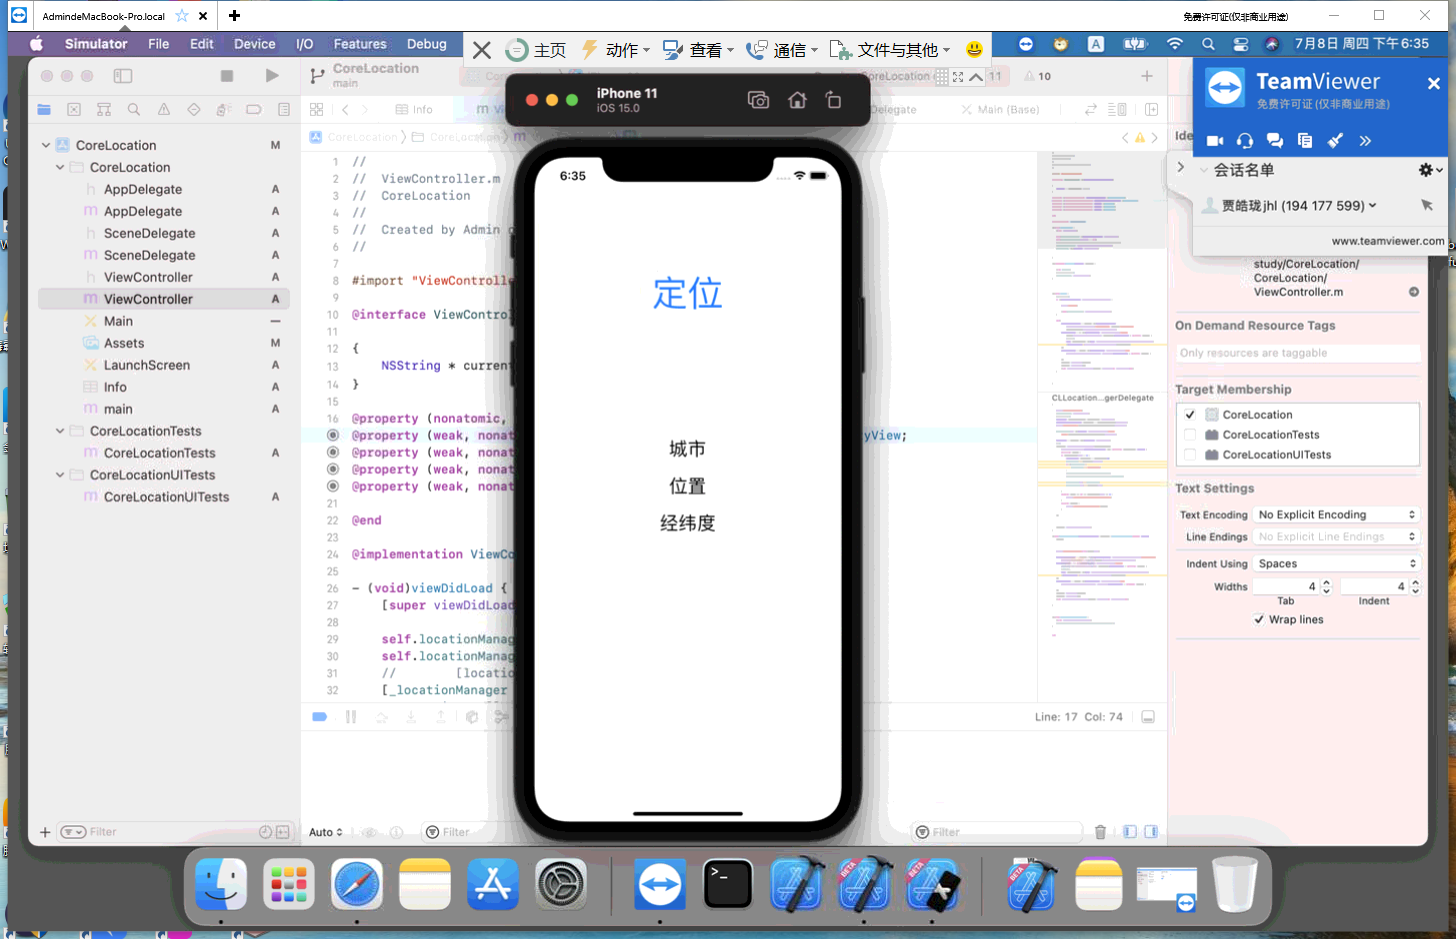 AdmindeMacBook-Pro.local
免费许可证(仅非商业用途)
Simulator File Edit Device I/O Features Debug
主页 动作 查看 通信 文件与其他
A
7月8日 周四 下午6:35
TeamViewer
免费许可证(仅非商业用途)
会话名单
贾皓珑jhl (194 177 599)
www.teamviewer.com
CoreLocation
main
CoreLocation
11
10
Info
Delegate
Main (Base)
CoreLocation
CoreLocation
iPhone 11
iOS 15.0
6:35
定位
城市
位置
经纬度
CoreLocation M
CoreLocation
AppDelegate A
AppDelegate A
SceneDelegate A
SceneDelegate A
ViewController A
ViewController A
Main
Assets M
LaunchScreen A
Info A
main A
CoreLocationTests
CoreLocationTests A
CoreLocationUITests
CoreLocationUITests A
Filter
1 //
2 // ViewController.m
3 // CoreLocation
4 //
5 // Created by Admin
6 //
7
8 #import "ViewControlle
9
10 @interface ViewContro
11
12 {
13 NSString * current
14 }
15
16 @property (nonatomic,
@property (weak, nonat yView;
@property (weak, nonat
@property (weak, nonat
@property (weak, nonat
21
22 @end
23
24 @implementation ViewCo
25
26 - (void)viewDidLoad {
27 [super viewDidLoad
28
29 self.locationManag
30 self.locationManag
31 // [locatio
32 [_locationManager
CLLocation...gerDelegate
Line: 17 Col: 74
Auto
Filter
Filter
Ide
study/CoreLocation/
CoreLocation/
ViewController.m
On Demand Resource Tags
Only resources are taggable
Target Membership
CoreLocation
CoreLocationTests
CoreLocationUITests
Text Settings
Text Encoding No Explicit Encoding
Line Endings No Explicit Line Endings
Indent Using Spaces
Widths 4 4
Tab Indent
Wrap lines
BETA
BETA
BETA